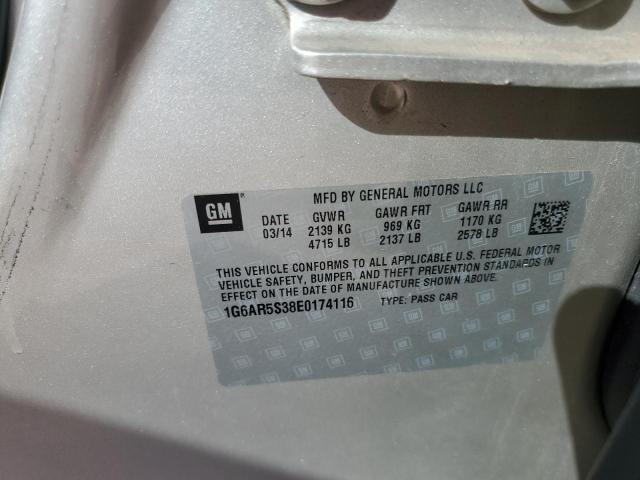 GM
MFD BY GENERAL MOTORS LLC
DATE GVWR GAWR FRT GAWR RR
03/14 2139 KG 969 KG 1170 KG
4715 LB 2137 LB 2578 LB
THIS VEHICLE CONFORMS TO ALL APPLICABLE U.S. FEDERAL MOTOR
VEHICLE SAFETY, BUMPER, AND THEFT PREVENTION STANDARDS IN
EFFECT ON THE DATE OF MANUFACTURE SHOWN ABOVE.
1G6AR5S38E0174116 TYPE: PASS CAR